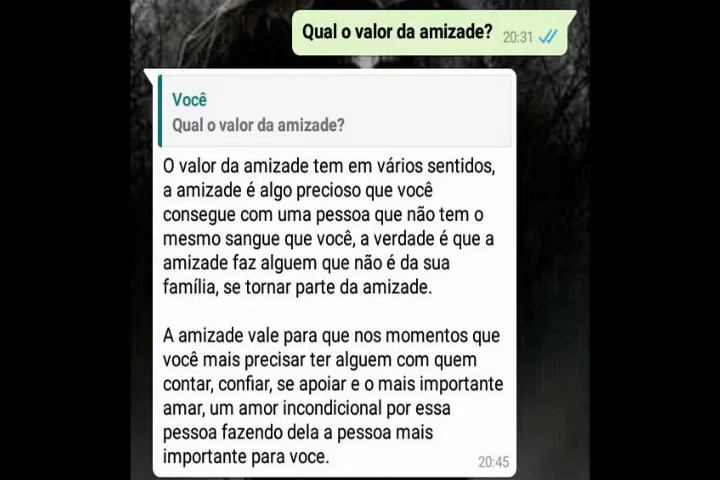 Qual o valor da amizade? 20:31
Você
Qual o valor da amizade?
O valor da amizade tem em vários sentidos,
a amizade é algo precioso que você
consegue com uma pessoa que não tem o
mesmo sangue que você, a verdade é que a
amizade faz alguem que não é da sua
família, se tornar parte da amizade.
A amizade vale para que nos momentos que
você mais precisar ter alguem com quem
contar, confiar, se apoiar e o mais importante
amar, um amor incondicional por essa
pessoa fazendo dela a pessoa mais
importante para voce. 20:45